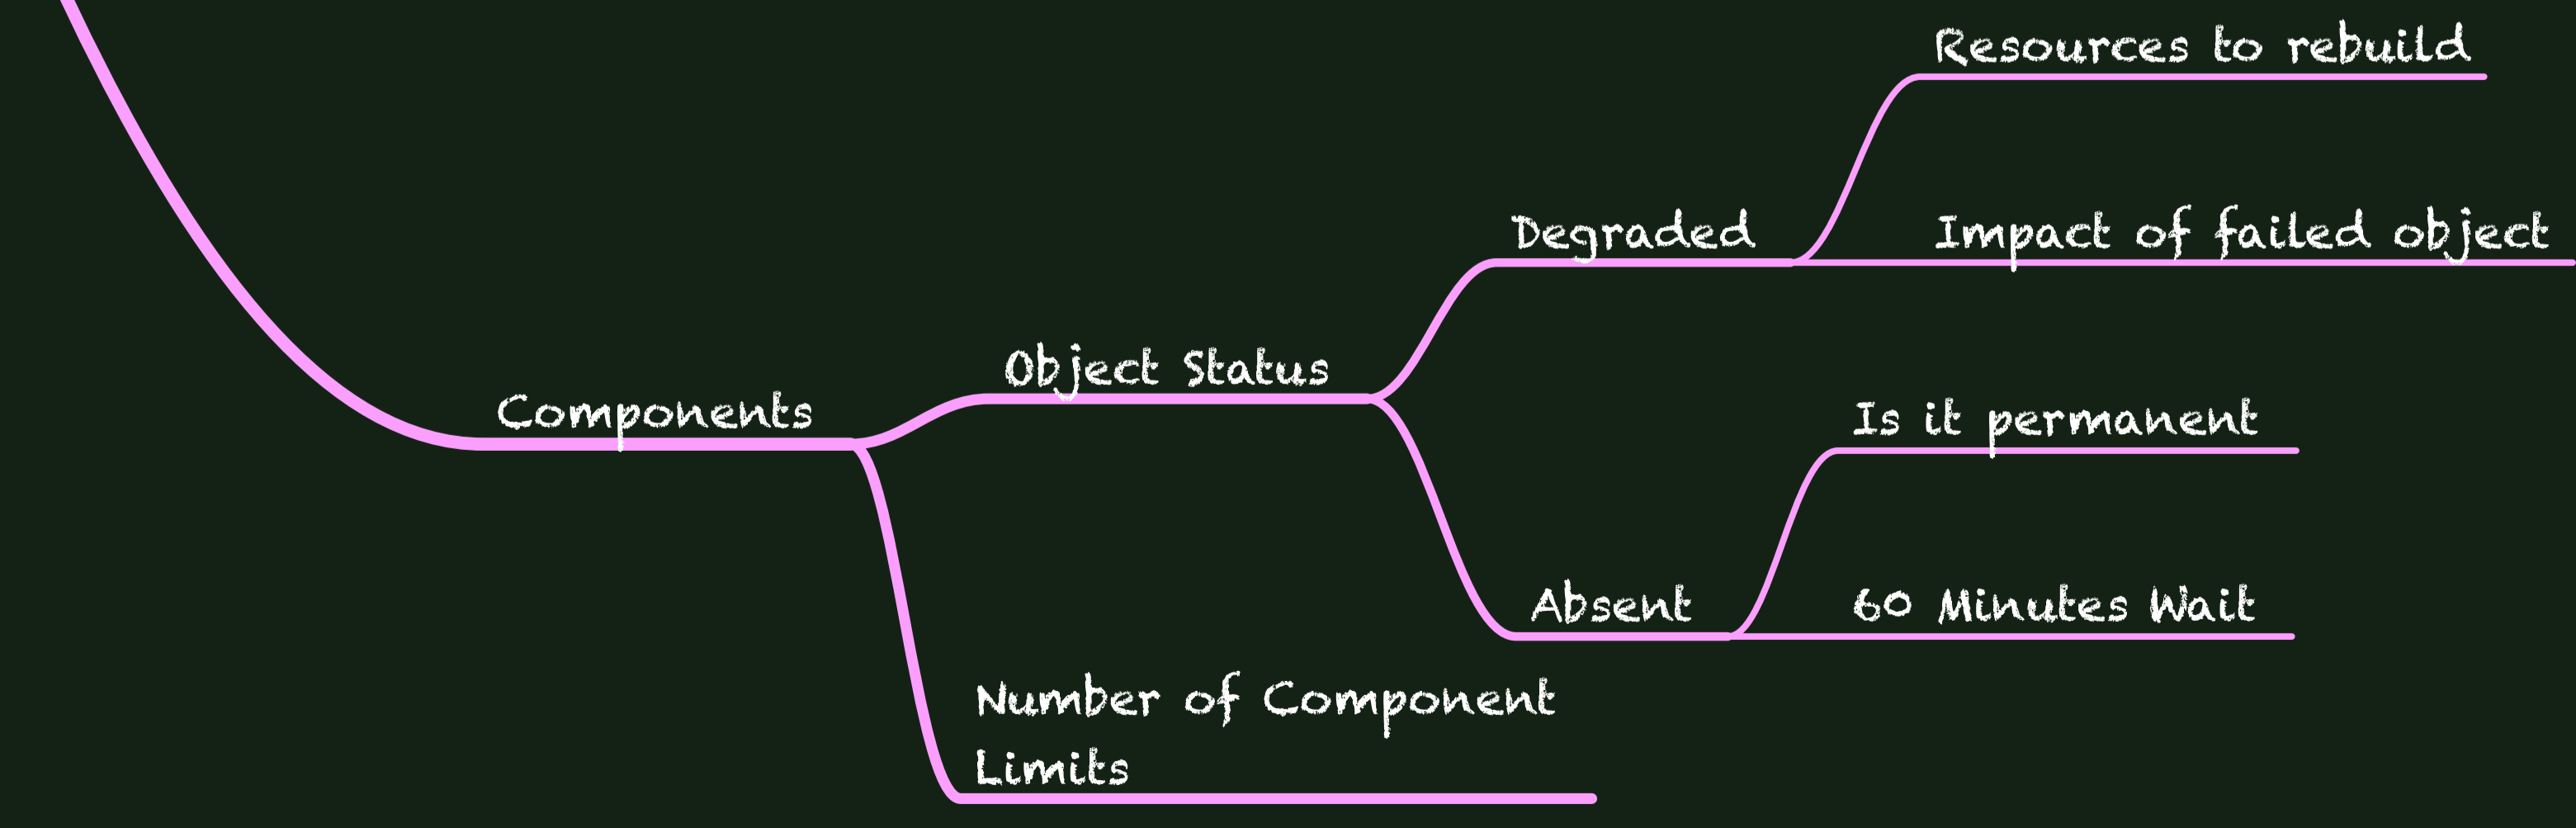 Resources to rebuild
Degraded
Impact of failed object
Object Status
Components
Is it permanent
Absent
60 Minutes Wait
Number of Component
Limits